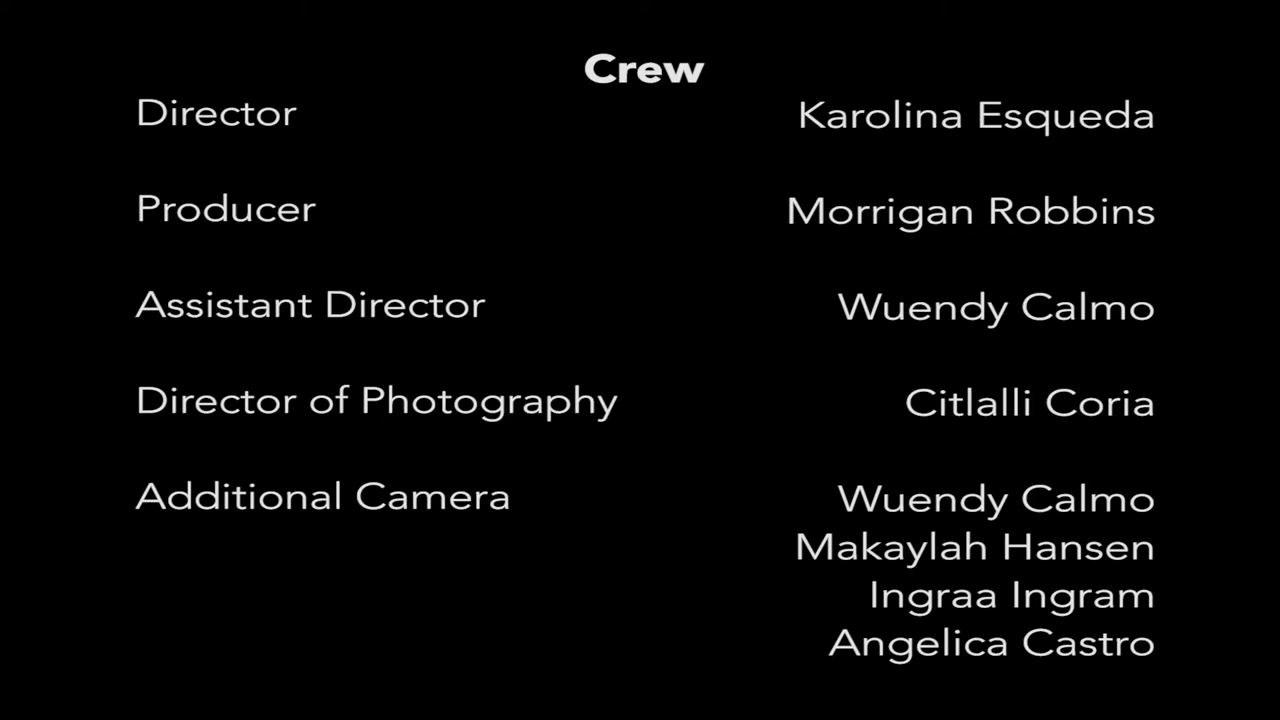 Crew
Director Karolina Esqueda
Producer Morrigan Robbins
Assistant Director Wuendy Calmo
Director of Photography Citlalli Coria
Additional Camera Wuendy Calmo
Makaylah Hansen
Ingraa Ingram
Angelica Castro